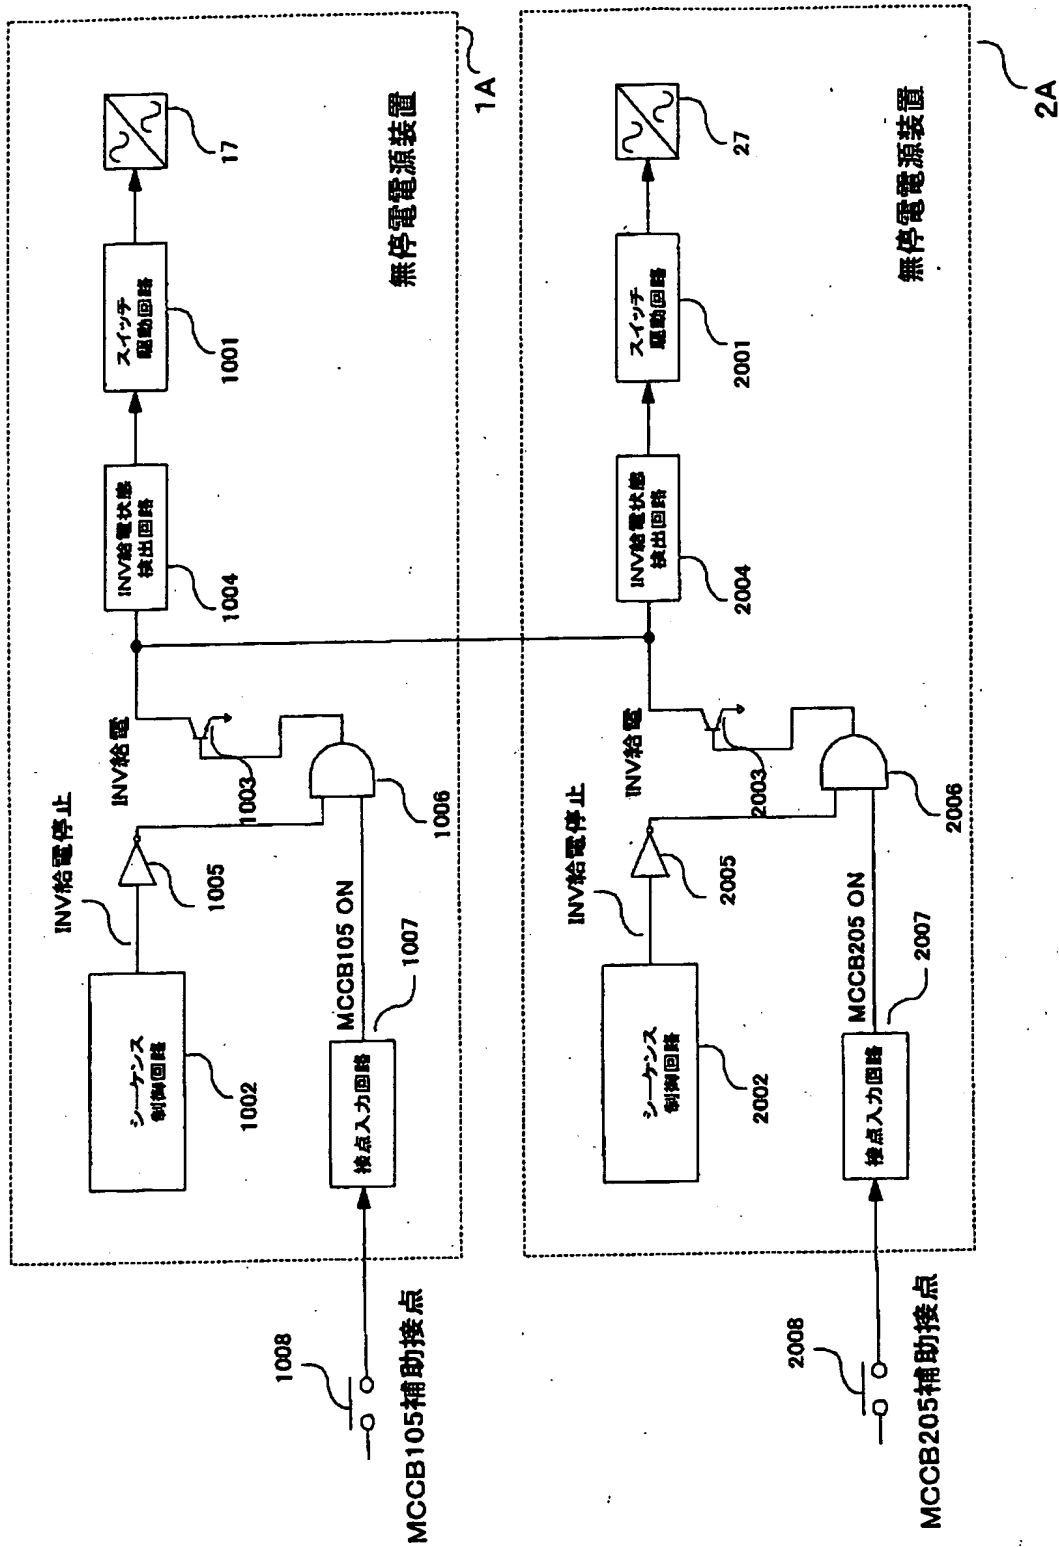 1A
無停電電源装置
MCCB105補助接点
1008
シーケンス
制御回路
1002
接点入力回路
1007
MCCB105 ON
INV給電停止
1005
1006
INV給電
1003
INV給電状態
検出回路
1004
スイッチ
駆動回路
1001
17
2A
無停電電源装置
MCCB205補助接点
2008
シーケンス
制御回路
2002
接点入力回路
2007
MCCB205 ON
INV給電停止
2005
2006
INV給電
2003
INV給電状態
検出回路
2004
スイッチ
駆動回路
2001
27